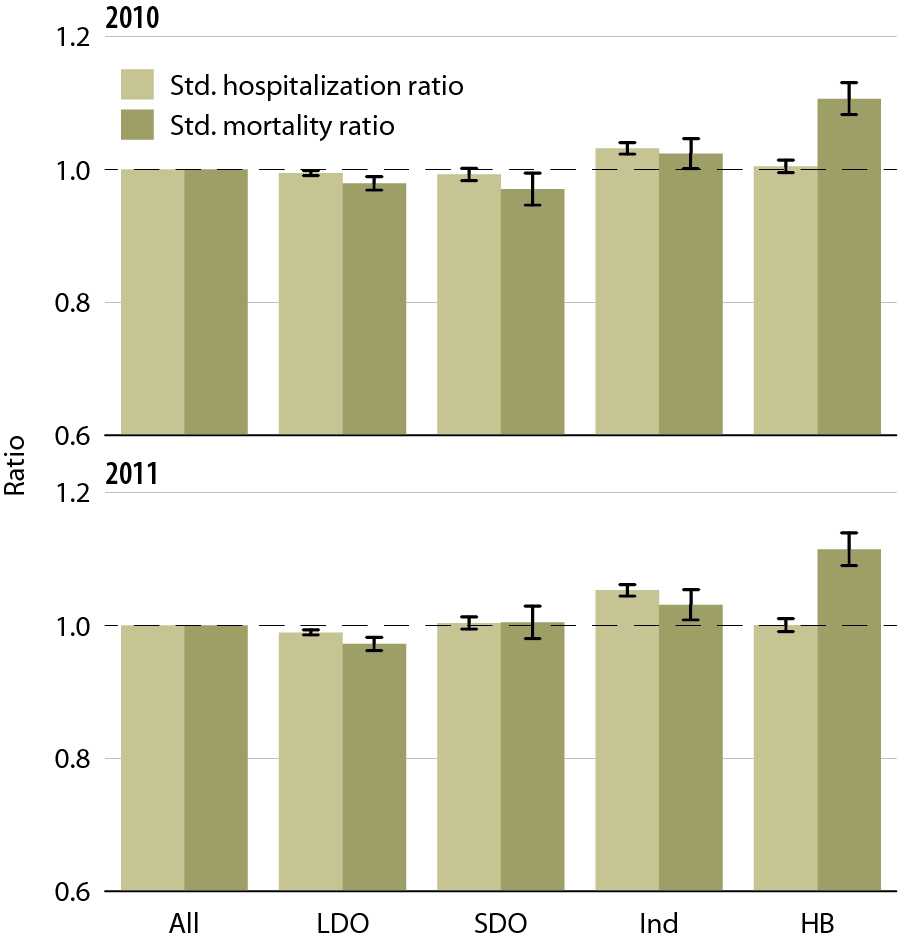 2010
1.2
Std. hospitalization ratio
Std. mortality ratio
1.0
0.8
0.6
Ratio
2011
1.2
1.0
0.8
0.6
All LDO SDO Ind HB